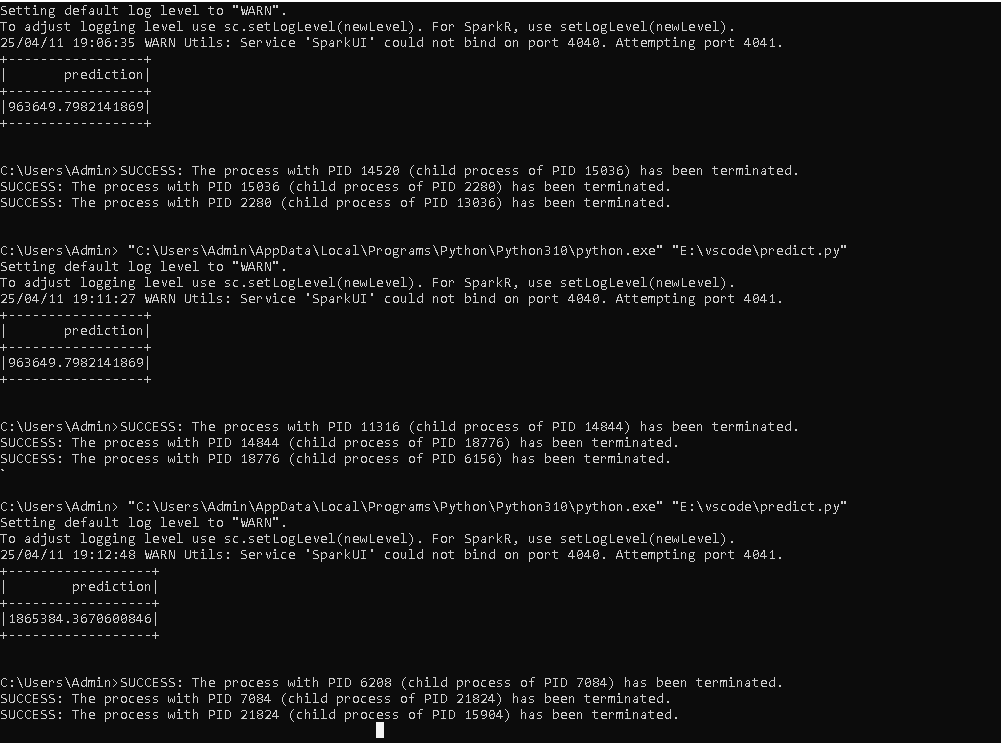 Setting default log level to "WARN".
To adjust logging level use sc.setLogLevel(newLevel). For SparkR, use setLogLevel(newLevel).
25/04/11 19:06:35 WARN Utils: Service 'SparkUI' could not bind on port 4040. Attempting port 4041.
+-----------------+
|       prediction|
+-----------------+
|963649.7982141869|
+-----------------+
C:\Users\Admin>SUCCESS: The process with PID 14520 (child process of PID 15036) has been terminated.
SUCCESS: The process with PID 15036 (child process of PID 2280) has been terminated.
SUCCESS: The process with PID 2280 (child process of PID 13036) has been terminated.
C:\Users\Admin> "C:\Users\Admin\AppData\Local\Programs\Python\Python310\python.exe" "E:\vscode\predict.py"
Setting default log level to "WARN".
To adjust logging level use sc.setLogLevel(newLevel). For SparkR, use setLogLevel(newLevel).
25/04/11 19:11:27 WARN Utils: Service 'SparkUI' could not bind on port 4040. Attempting port 4041.
+-----------------+
|       prediction|
+-----------------+
|963649.7982141869|
+-----------------+
C:\Users\Admin>SUCCESS: The process with PID 11316 (child process of PID 14844) has been terminated.
SUCCESS: The process with PID 14844 (child process of PID 18776) has been terminated.
SUCCESS: The process with PID 18776 (child process of PID 6156) has been terminated.
`
C:\Users\Admin> "C:\Users\Admin\AppData\Local\Programs\Python\Python310\python.exe" "E:\vscode\predict.py"
Setting default log level to "WARN".
To adjust logging level use sc.setLogLevel(newLevel). For SparkR, use setLogLevel(newLevel).
25/04/11 19:12:48 WARN Utils: Service 'SparkUI' could not bind on port 4040. Attempting port 4041.
+------------------+
|        prediction|
+------------------+
|1865384.3670600846|
+------------------+
C:\Users\Admin>SUCCESS: The process with PID 6208 (child process of PID 7084) has been terminated.
SUCCESS: The process with PID 7084 (child process of PID 21824) has been terminated.
SUCCESS: The process with PID 21824 (child process of PID 15904) has been terminated.